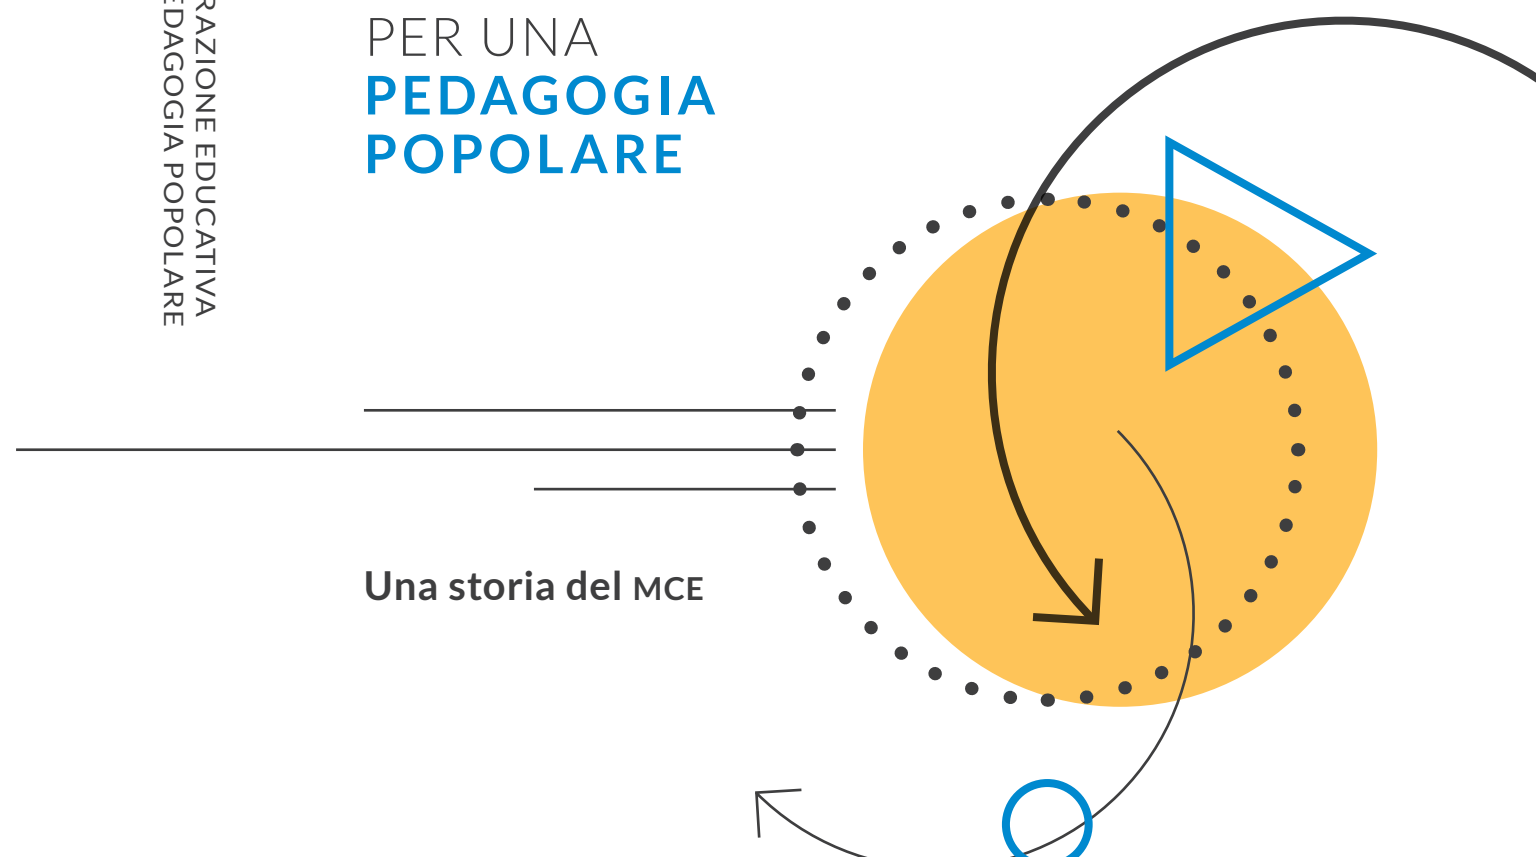 RAZIONE EDUCATIVA
EDAGOGIA POPOLARE
PER UNA
PEDAGOGIA
POPOLARE
Una storia del MCE